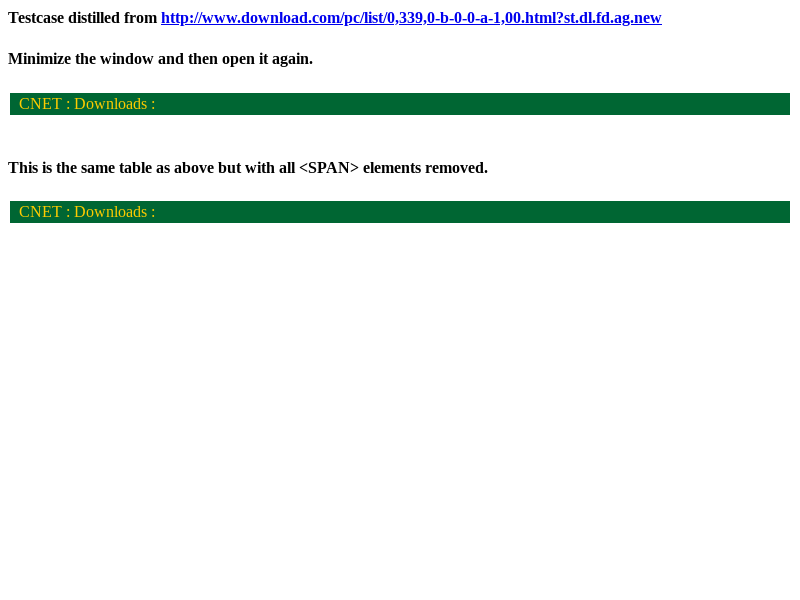 Testcase distilled from http://www.download.com/pc/list/0,339,0-b-0-0-a-1,00.html?st.dl.fd.ag.new
Minimize the window and then open it again.
CNET : Downloads :
This is the same table as above but with all <SPAN> elements removed.
CNET : Downloads :